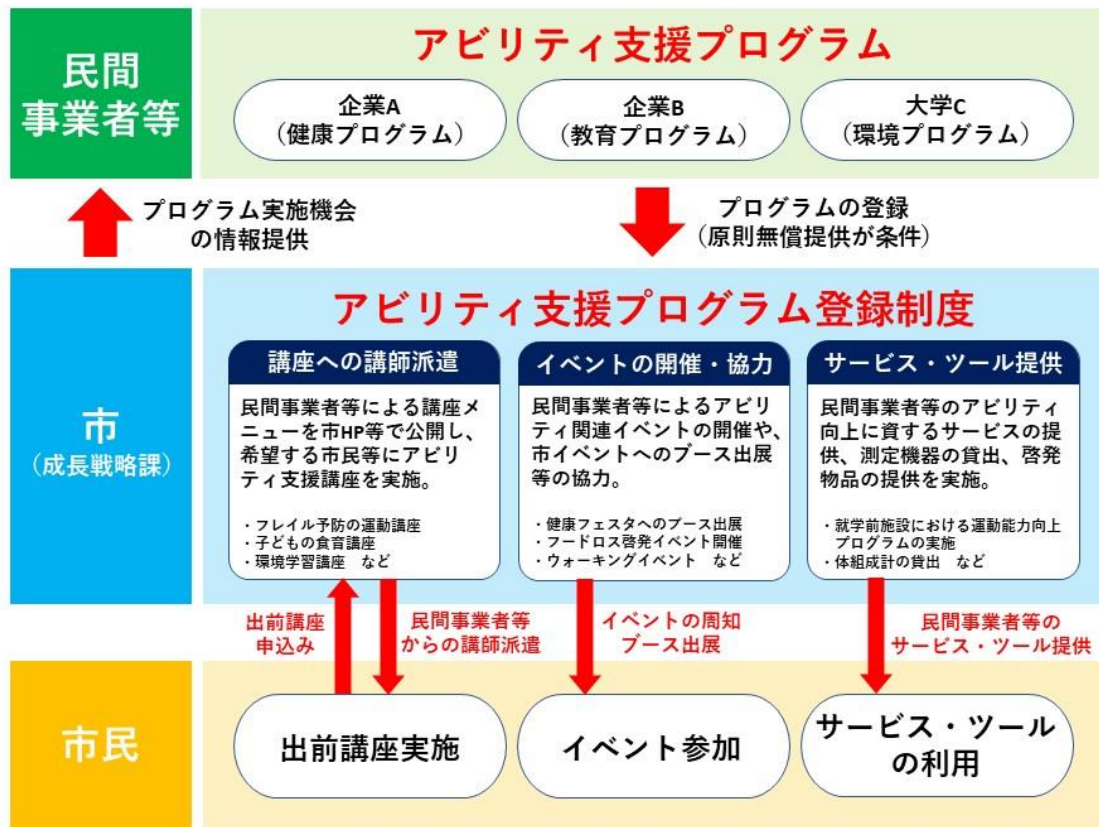 民間
事業者等
アビリティ支援プログラム
企業A
（健康プログラム）
企業B
（教育プログラム）
大学C
（環境プログラム）
プログラム実施機会
の情報提供
プログラムの登録
（原則無償提供が条件）
市
（成長戦略課）
アビリティ支援プログラム登録制度
講座への講師派遣
民間事業者等による講座メ
ニューを市HP等で公開し、
希望する市民等にアビリ
ティ支援講座を実施。
・フレイル予防の運動講座
・子どもの食育講座
・環境学習講座　など
イベントの開催・協力
民間事業者等によるアビリ
ティ関連イベントの開催や、
市イベントへのブース出展
等の協力。
・健康フェスタへのブース出展
・フードロス啓発イベント開催
・ウォーキングイベント　など
サービス・ツール提供
民間事業者等のアビリティ
向上に資するサービスの提
供、測定機器の貸出、啓発
物品の提供を実施。
・就学前施設における運動能力向上
プログラムの実施
・体組成計の貸出　など
出前講座
申込み
民間事業者等
からの講師派遣
イベントの周知
ブース出展
民間事業者等の
サービス・ツール提供
市民
出前講座実施
イベント参加
サービス・ツール
の利用